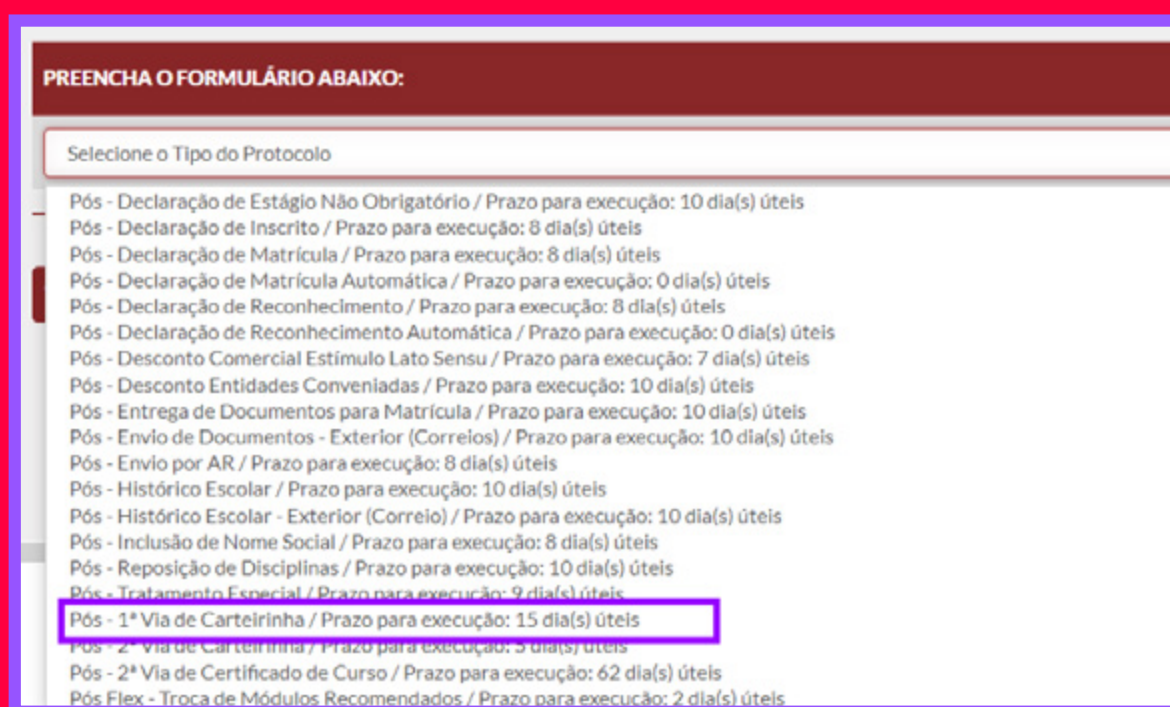 PREENCHA O FORMULÁRIO ABAIXO:
Selecione o Tipo do Protocolo
Pós - Declaração de Estágio Não Obrigatório / Prazo para execução: 10 dia(s) úteis
Pós - Declaração de Inscrito / Prazo para execução: 8 dia(s) úteis
Pós - Declaração de Matrícula / Prazo para execução: 8 dia(s) úteis
Pós - Declaração de Matrícula Automática / Prazo para execução: 0 dia(s) úteis
Pós - Declaração de Reconhecimento / Prazo para execução: 8 dia(s) úteis
Pós - Declaração de Reconhecimento Automática / Prazo para execução: 0 dia(s) úteis
Pós - Desconto Comercial Estímulo Lato Sensu / Prazo para execução: 7 dia(s) úteis
Pós - Desconto Entidades Conveniadas / Prazo para execução: 10 dia(s) úteis
Pós - Entrega de Documentos para Matrícula / Prazo para execução: 10 dia(s) úteis
Pós - Envio de Documentos - Exterior (Correios) / Prazo para execução: 10 dia(s) úteis
Pós - Envio por AR / Prazo para execução: 8 dia(s) úteis
Pós - Histórico Escolar / Prazo para execução: 10 dia(s) úteis
Pós - Histórico Escolar - Exterior (Correio) / Prazo para execução: 10 dia(s) úteis
Pós - Inclusão de Nome Social / Prazo para execução: 8 dia(s) úteis
Pós - Reposição de Disciplinas / Prazo para execução: 10 dia(s) úteis
Pós - Tratamento Especial / Prazo para execução: 9 dia(s) úteis
Pós - 1ª Via de Carteirinha / Prazo para execução: 15 dia(s) úteis
Pós - 2ª Via de Carteirinha / Prazo para execução: 5 dia(s) úteis
Pós - 2ª Via de Certificado de Curso / Prazo para execução: 62 dia(s) úteis
Pós Flex - Troca de Módulos Recomendados / Prazo para execução: 2 dia(s) úteis